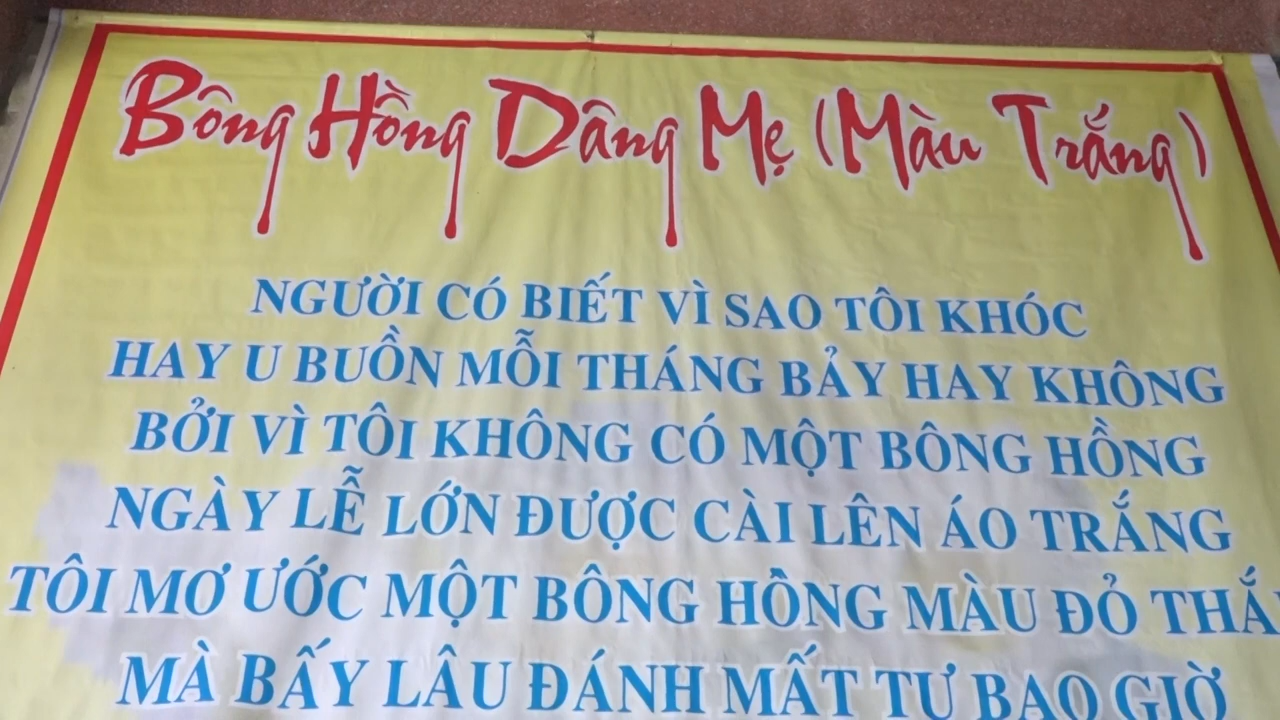 Bông Hồng Dâng Mẹ (Màu Trắng)
NGƯỜI CÓ BIẾT VÌ SAO TÔI KHÓC
HAY U BUỒN MỖI THÁNG BẢY HAY KHÔNG
BỞI VÌ TÔI KHÔNG CÓ MỘT BÔNG HỒNG
NGÀY LỄ LỚN ĐƯỢC CÀI LÊN ÁO TRẮNG
TÔI MƠ ƯỚC MỘT BÔNG HỒNG MÀU ĐỎ
MÀ BẤY LÂU ĐÁNH MẤT TỰ BAO GIỜ